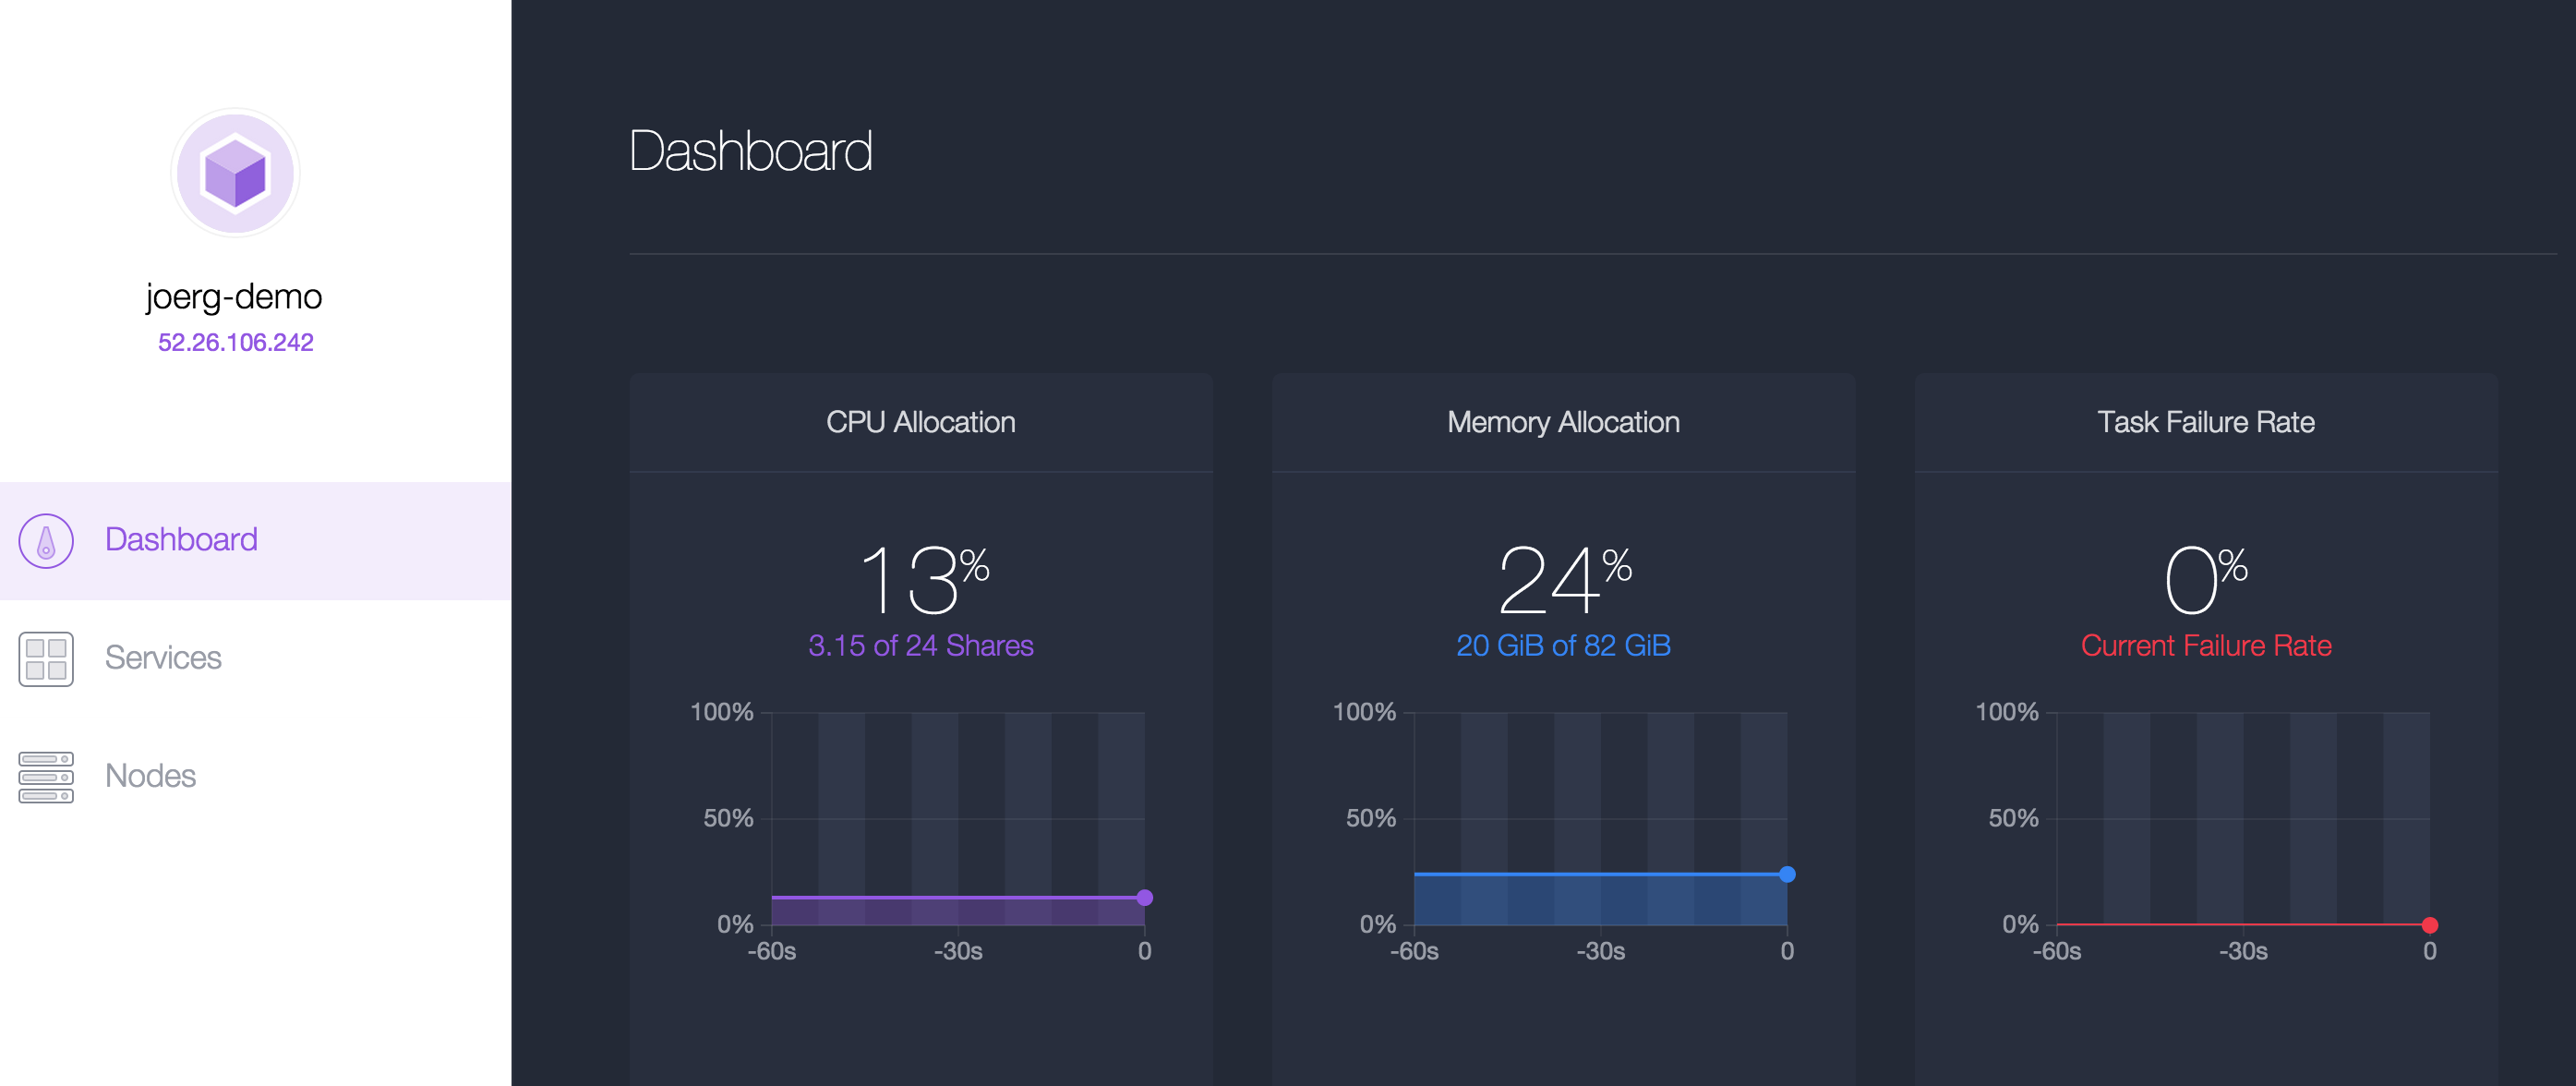 joerg-demo
52.26.106.242
Dashboard
Services
Nodes
Dashboard
CPU Allocation
13%
3.15 of 24 Shares
100%
50%
0%
-60s -30s 0
Memory Allocation
24%
20 GiB of 82 GiB
100%
50%
0%
-60s -30s 0
Task Failure Rate
0%
Current Failure Rate
100%
50%
0%
-60s -30s 0